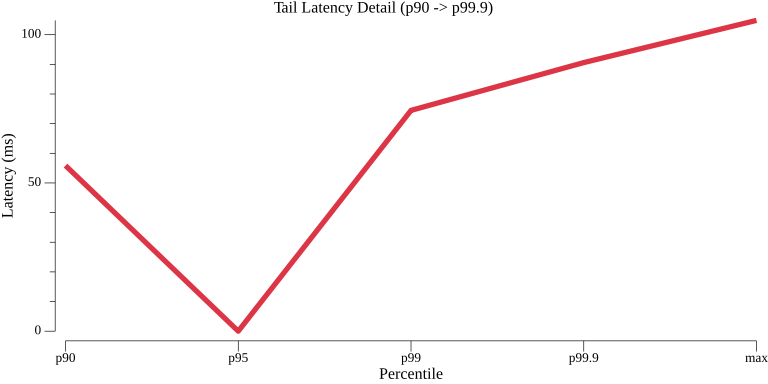 Tail Latency Detail (p90 -> p99.9)
100
50
0
Latency (ms)
p90 p95 p99 p99.9 max
Percentile